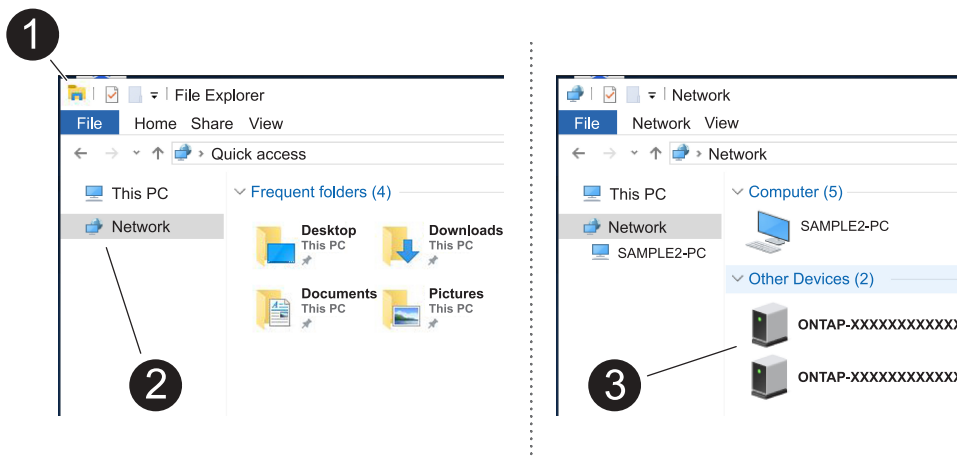 1
File Explorer
File Home Share View
Quick access
This PC
Network
Frequent folders (4)
Desktop
This PC
Downloads
This PC
Documents
This PC
Pictures
This PC
2
Network
File Network View
Network
This PC
Network
SAMPLE2-PC
Computer (5)
SAMPLE2-PC
Other Devices (2)
ONTAP-XXXXXXXXXXXX
ONTAP-XXXXXXXXXXXX
3